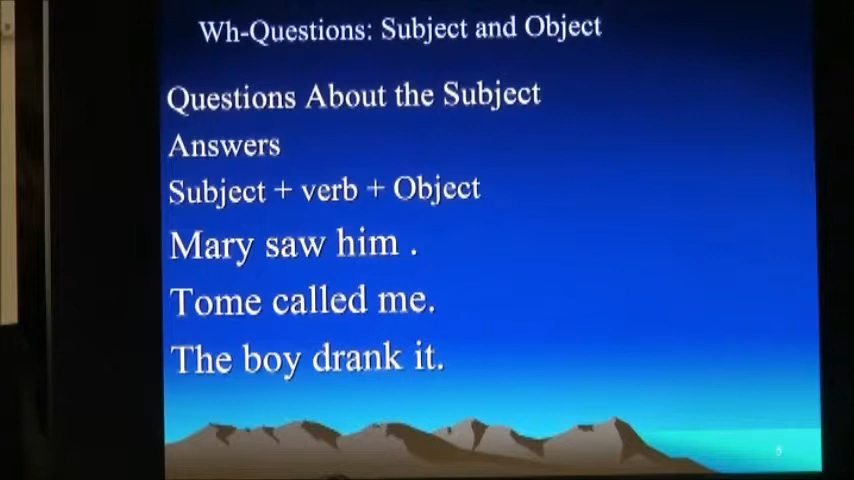 Wh-Questions: Subject and Object
Questions About the Subject
Answers
Subject + verb + Object
Mary saw him .
Tome called me.
The boy drank it.